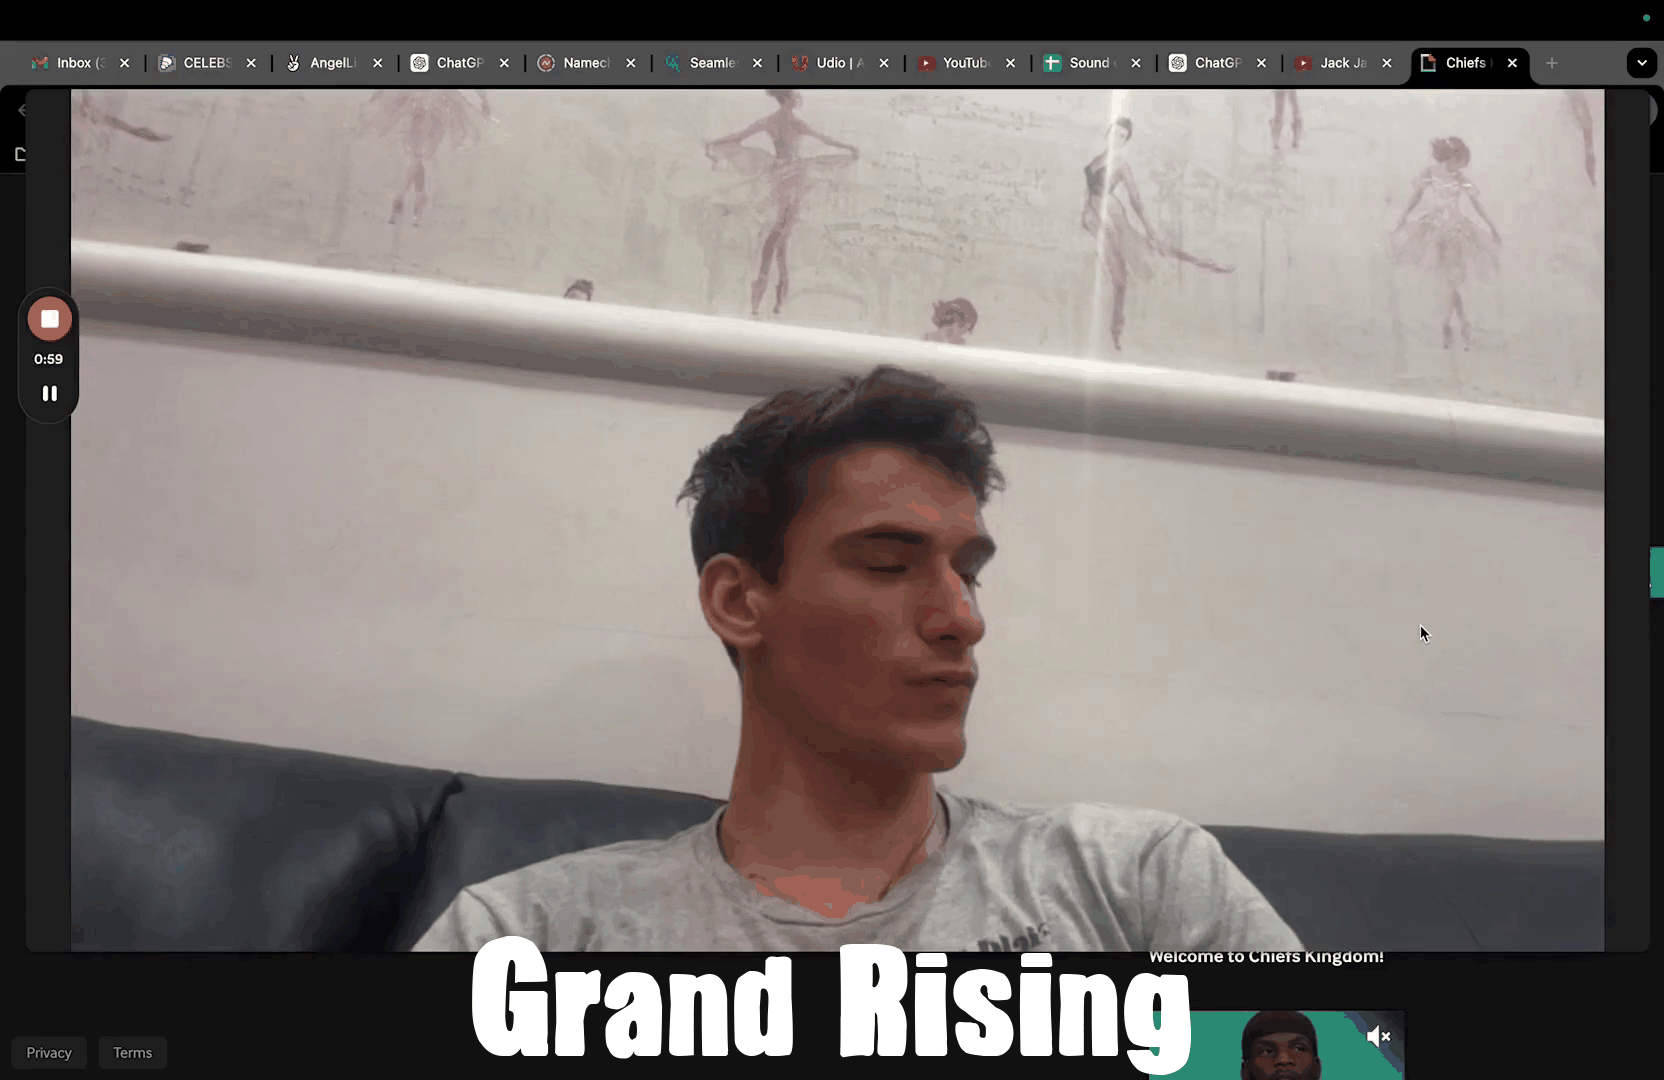 Inbox (3
CELEBS
AngelLi
ChatGP
Namech
Seamle
Udio | A
YouTub
Sound
ChatGP
Jack Ja
Chiefs
0:59
Welcome to Chiefs Kingdom!
Grand Rising
Privacy
Terms